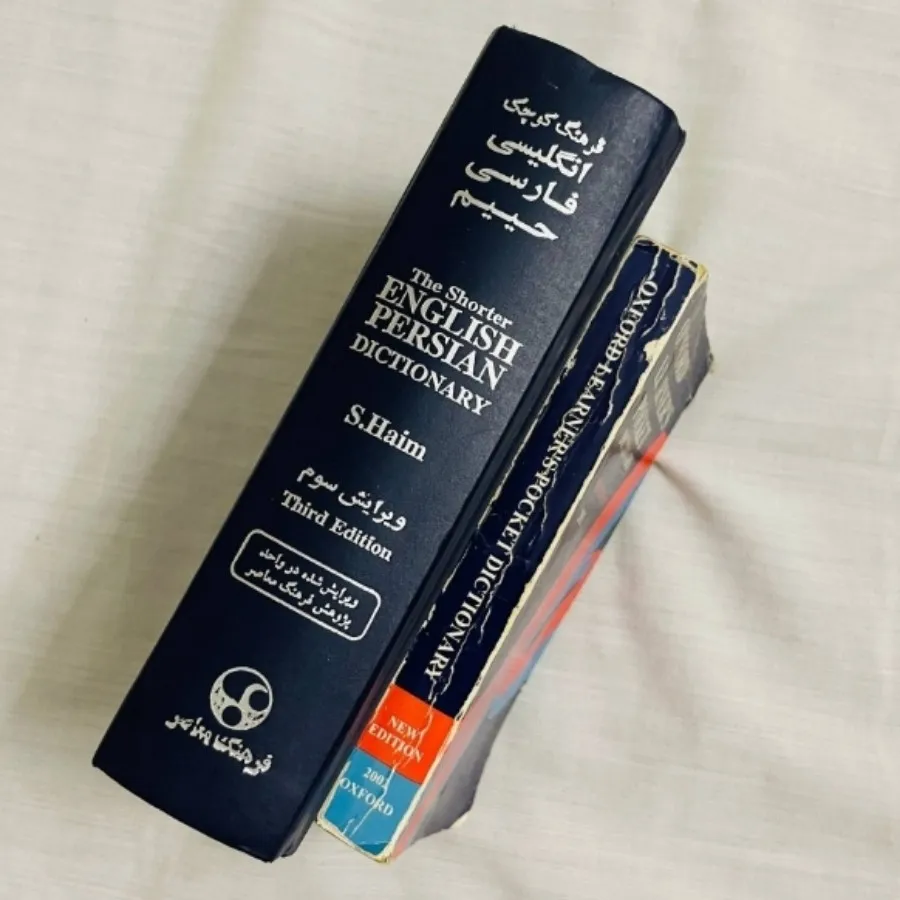 فرهنگ کوچک
انگلیسی
فارسی
حییم
The Shorter
ENGLISH
PERSIAN
DICTIONARY
S.Haim
ویرایش سوم
Third Edition
ویرایش شده در واحد
پژوهش فرهنگ معاصر
فرهنگ معاصر
OXFORD LEARNER'S POCKET DICTIONARY
NEW
EDITION
OXFORD